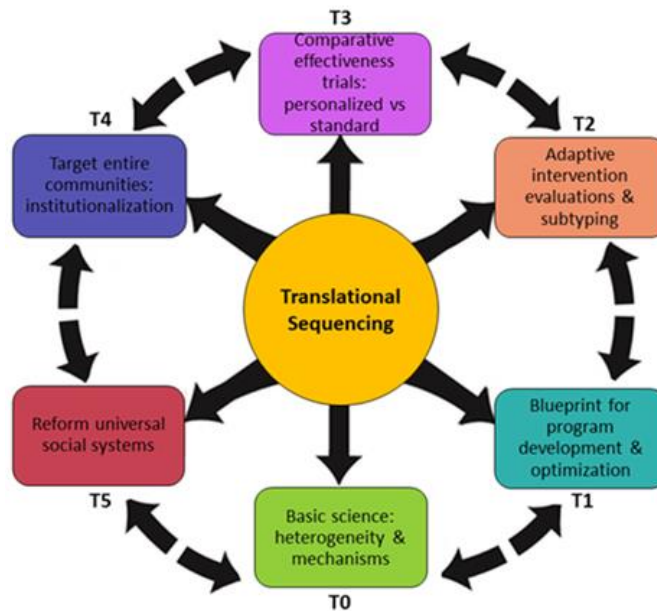 T3
Comparative
effectiveness
trials:
personalized vs
standard
T4
Target entire
communities:
institutionalization
T2
Adaptive
intervention
evaluations &
subtyping
Translational
Sequencing
Reform universal
social systems
T5
Blueprint for
program
development &
optimization
T1
Basic science:
heterogeneity &
mechanisms
T0